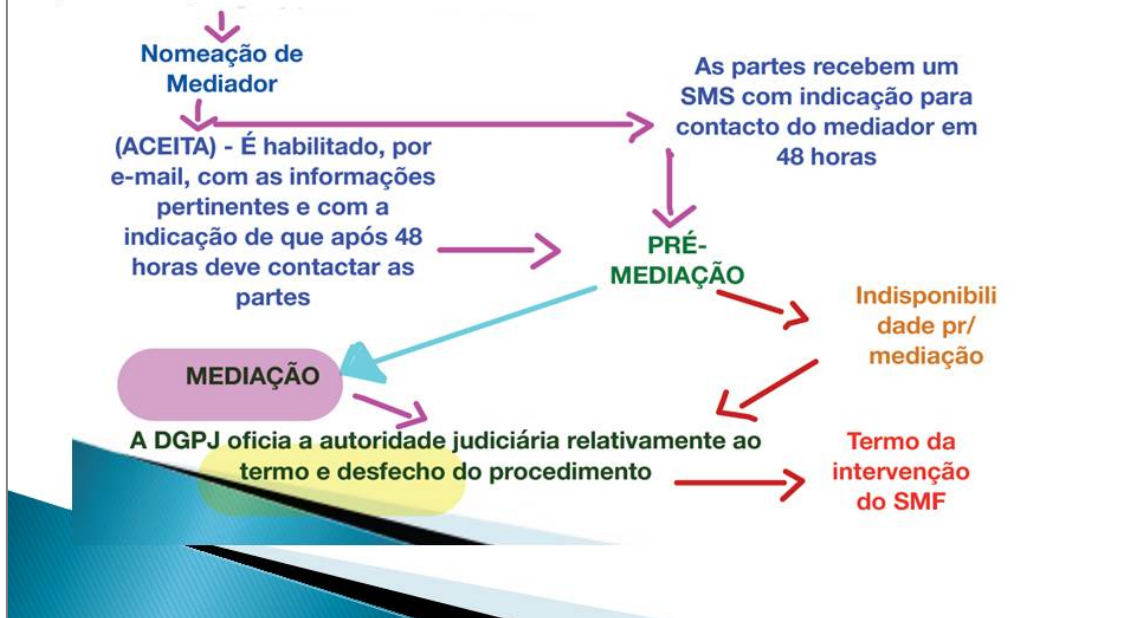 Nomeação de
Mediador
As partes recebem um
SMS com indicação para
contacto do mediador em
48 horas
(ACEITA) - É habilitado, por
e-mail, com as informações
pertinentes e com a
indicação de que após 48
horas deve contactar as
partes
PRÉ-
MEDIAÇÃO
Indisponibili
dade pr/
mediação
MEDIAÇÃO
A DGPJ oficia a autoridade judiciária relativamente ao
termo e desfecho do procedimento
Termo da
intervenção
do SMF